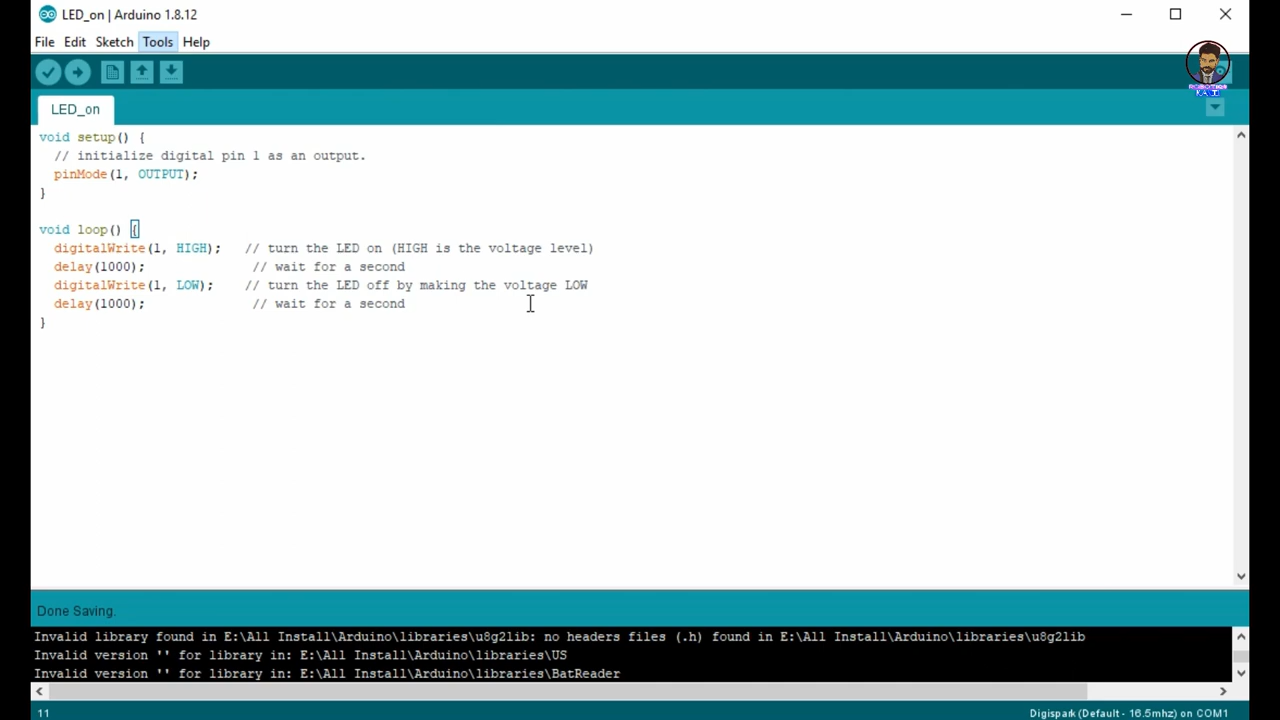 LED_on | Arduino 1.8.12
File Edit Sketch Tools Help
LED_on
void setup() {
  // initialize digital pin 1 as an output.
  pinMode(1, OUTPUT);
}
void loop() {
  digitalWrite(1, HIGH);   // turn the LED on (HIGH is the voltage level)
  delay(1000);              // wait for a second
  digitalWrite(1, LOW);    // turn the LED off by making the voltage LOW
  delay(1000);              // wait for a second
}
Done Saving.
Invalid library found in E:\All Install\Arduino\libraries\u8g2lib: no headers files (.h) found in E:\All Install\Arduino\libraries\u8g2lib
Invalid version '' for library in: E:\All Install\Arduino\libraries\US
Invalid version '' for library in: E:\All Install\Arduino\libraries\BatReader
11 Digispark (Default - 16.5mhz) on COM1